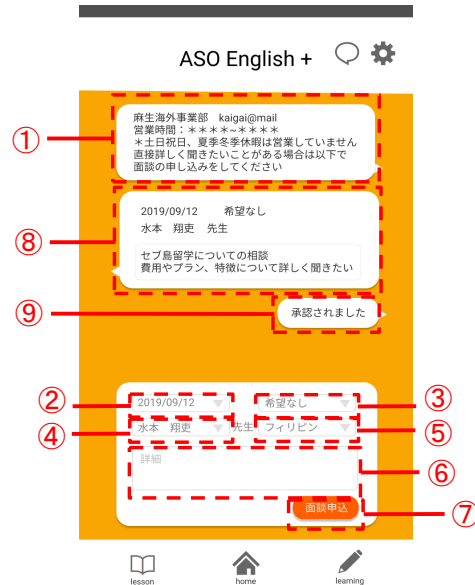 ASO English +
①
麻生海外事業部 kaigai@mail
営業時間：＊＊＊＊~＊＊＊＊
＊土日祝日、夏季冬季休暇は営業していません
直接詳しく聞きたいことがある場合は以下で
面談の申し込みをしてください
⑧
2019/09/12 希望なし
水本 翔吏 先生
セブ島留学についての相談
費用やプラン、特徴について詳しく聞きたい
⑨
承認されました
② 2019/09/12 希望なし ③
④ 水本 翔吏 先生 フィリピン ⑤
詳細
⑥
面談申込 ⑦
lesson home learning